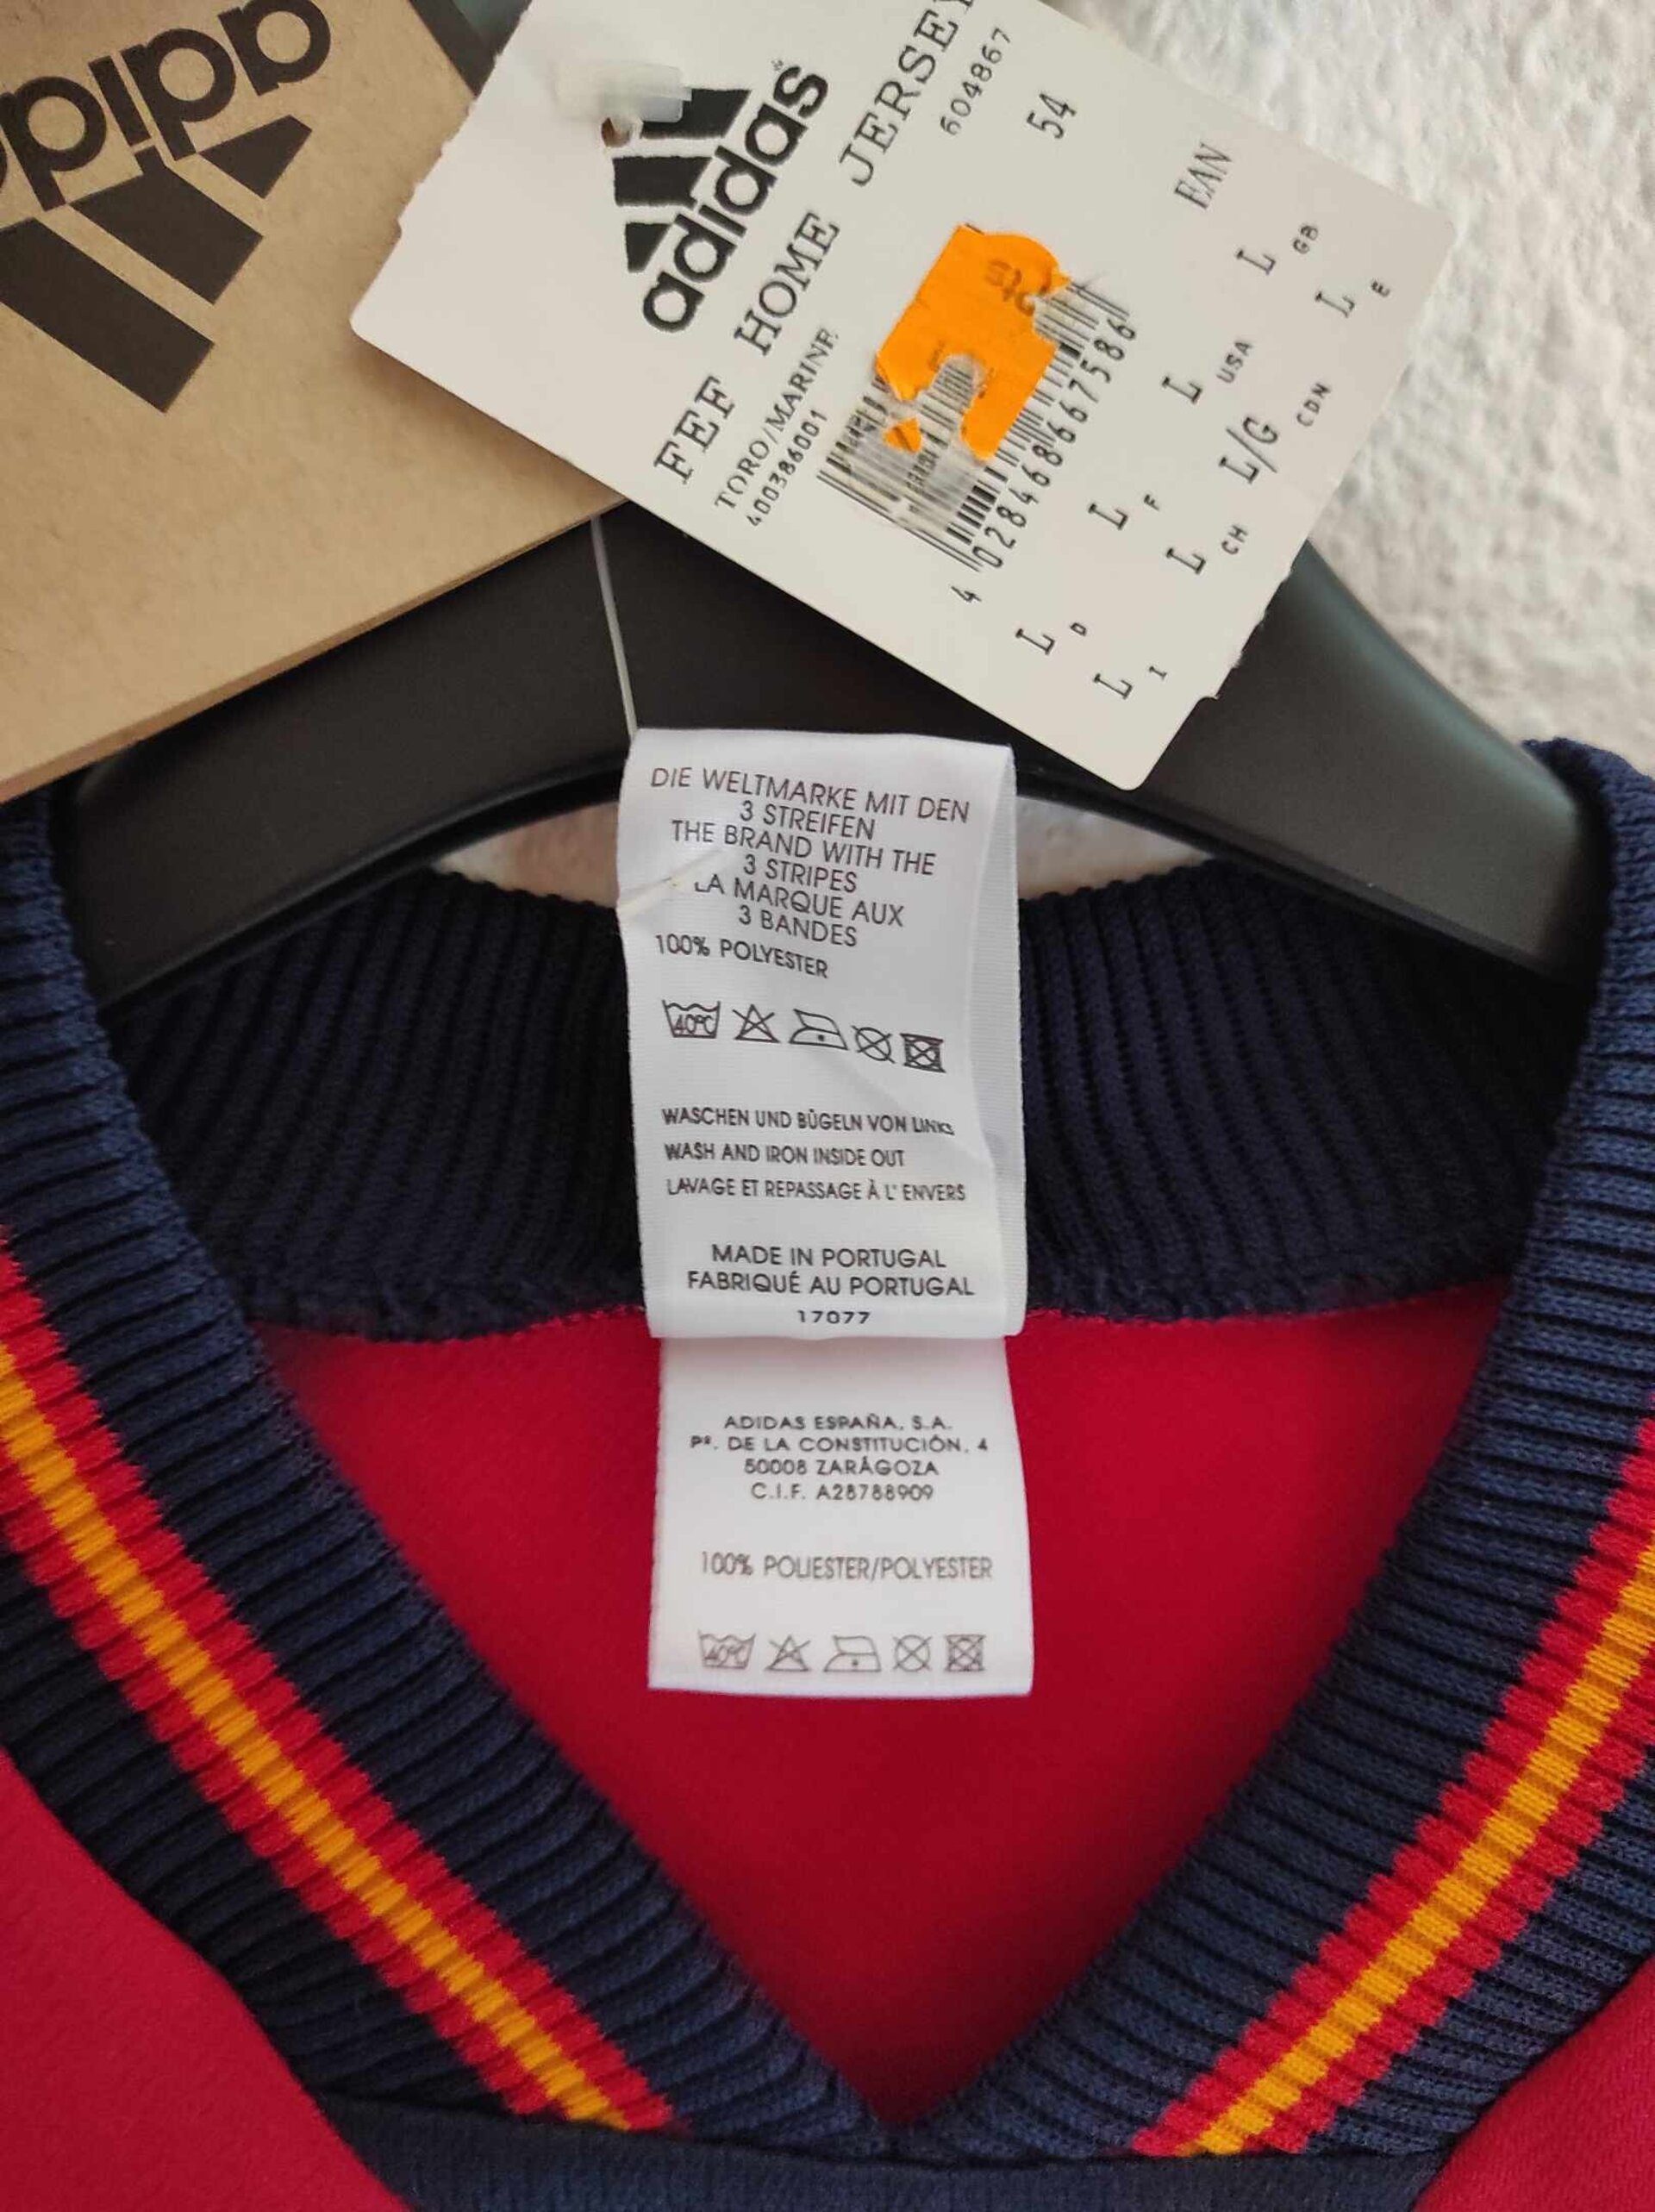 adidas
adidas
FEF HOME JERSEY
TORO/MARINE 604867
400386001 54
EAN
4 028468 667586
L D L F L USA L GB
L I L CH L/G CDN L E
DIE WELTMARKE MIT DEN
3 STREIFEN
THE BRAND WITH THE
3 STRIPES
LA MARQUE AUX
3 BANDES
100% POLYESTER
40°C
WASCHEN UND BÜGELN VON LINKS
WASH AND IRON INSIDE OUT
LAVAGE ET REPASSAGE À L' ENVERS
MADE IN PORTUGAL
FABRIQUÉ AU PORTUGAL
17077
ADIDAS ESPAÑA, S.A.
Pº. DE LA CONSTITUCIÓN, 4
50008 ZARAGOZA
C.I.F. A28788909
100% POLIESTER/POLYESTER
40°C